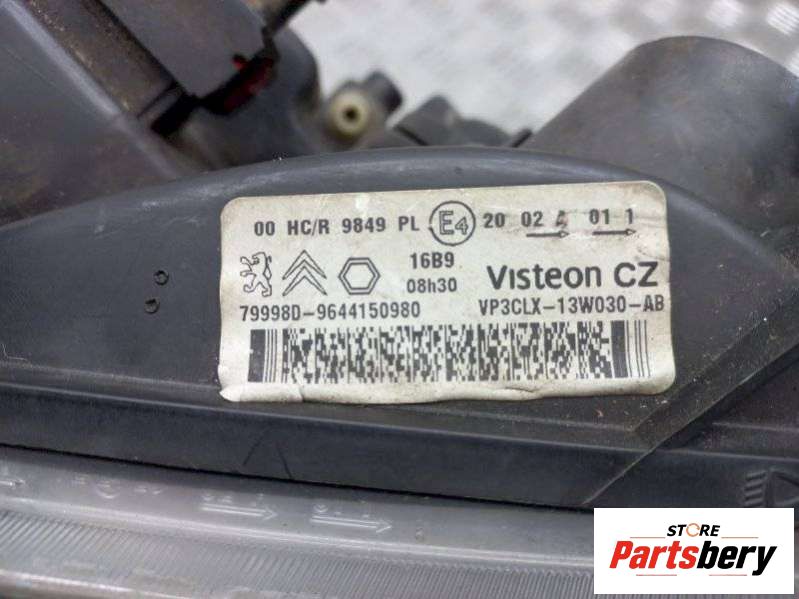 00 HC/R 9849 PL E4 20 02 A 01 1
16B9
08h30
Visteon CZ
79998D-9644150980
VP3CLX-13W030-AB
STORE
Partsbery